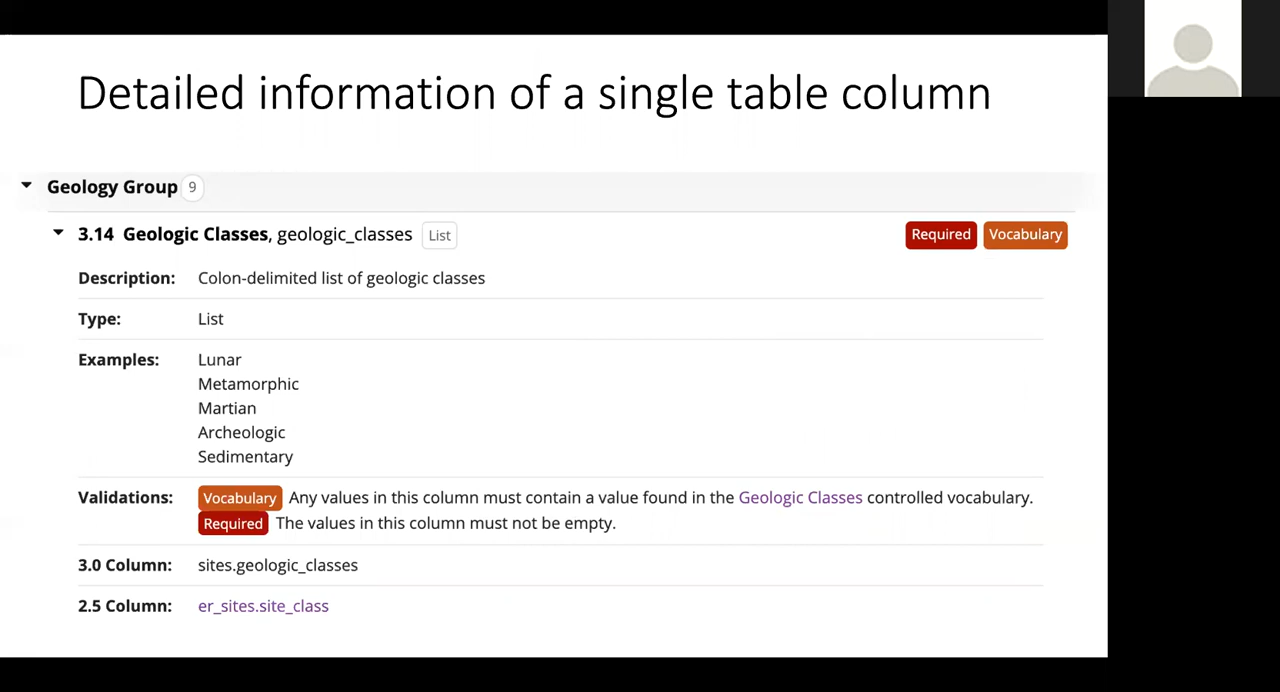 Detailed information of a single table column
Geology Group 9
3.14 Geologic Classes, geologic_classes List Required Vocabulary
Description: Colon-delimited list of geologic classes
Type: List
Examples: Lunar
Metamorphic
Martian
Archeologic
Sedimentary
Validations: Vocabulary Any values in this column must contain a value found in the Geologic Classes controlled vocabulary.
Required The values in this column must not be empty.
3.0 Column: sites.geologic_classes
2.5 Column: er_sites.site_class